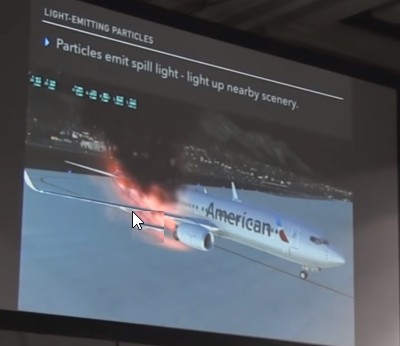 LIGHT-EMITTING PARTICLES
Particles emit spill light - light up nearby scenery.
American